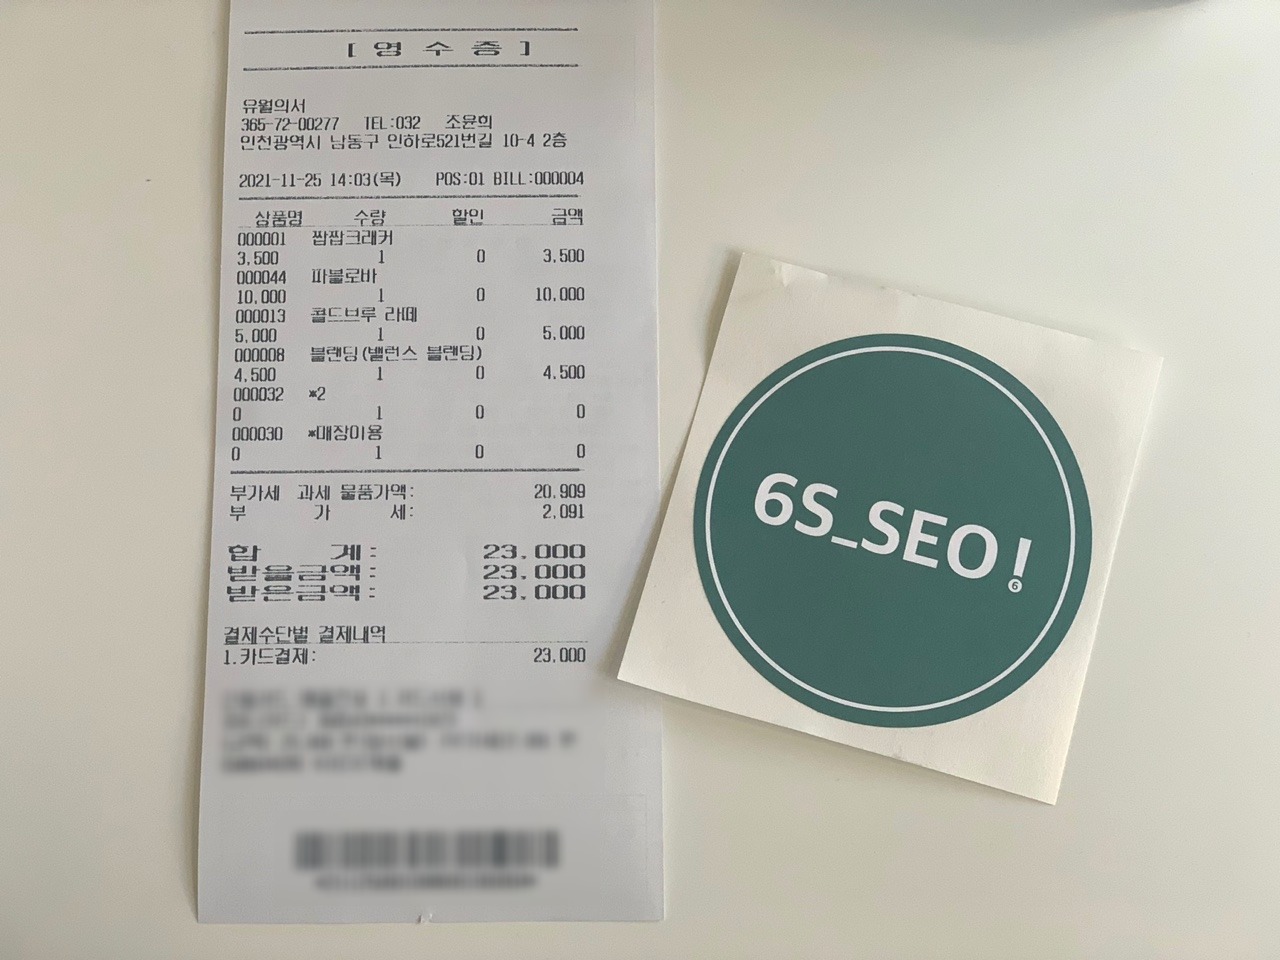 [ 영 수 증 ]
유월의서
365-72-00277 TEL:032 조윤희
인천광역시 남동구 인하로521번길 10-4 2층
2021-11-25 14:03(목) POS:01 BILL:000004
상품명 수량 할인 금액
000001 짭짭크래커
3,500 1 0 3,500
000044 파블로바
10,000 1 0 10,000
000013 콜드브루 라떼
5,000 1 0 5,000
000008 블랜딩(밸런스 블랜딩)
4,500 1 0 4,500
000032 *2
0 1 0 0
000030 *매장이용
0 1 0 0
부가세 과세 물품가액: 20,909
부 가 세: 2,091
합 계: 23,000
받을금액: 23,000
받은금액: 23,000
결제수단별 결제내역
1.카드결제: 23,000
6S_SEO!
6